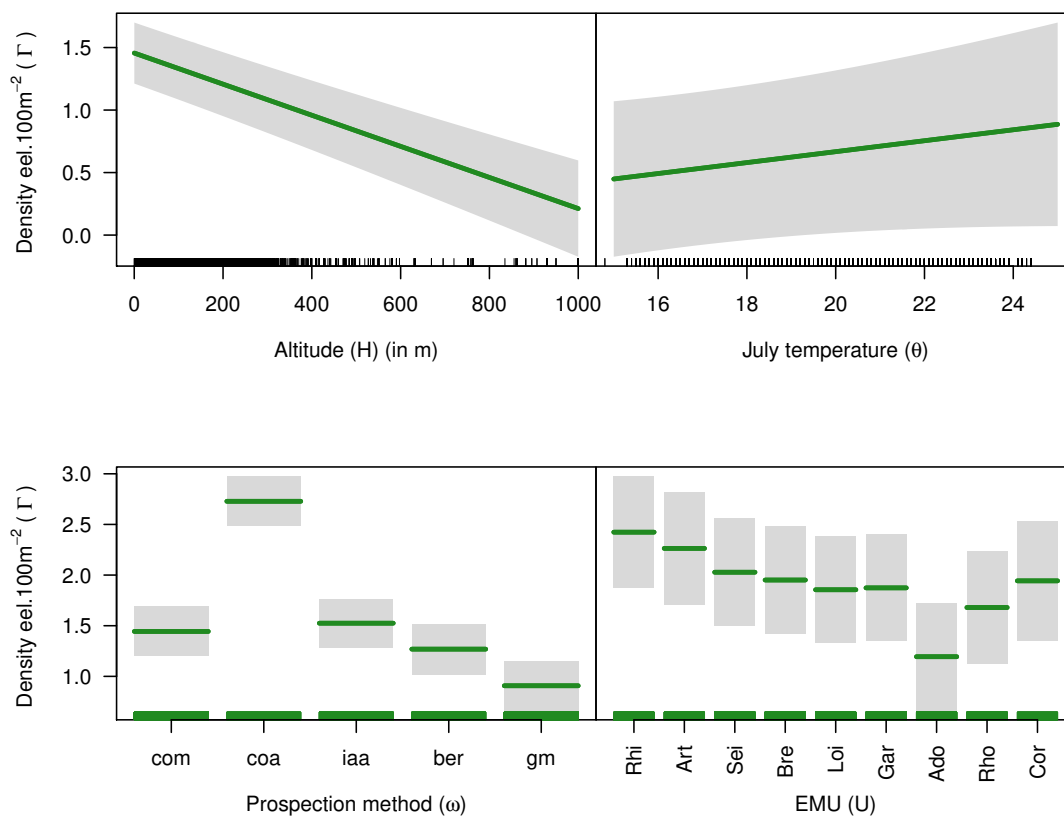 Density eel.100m⁻² ( Γ )
1.5
1.0
0.5
0.0
0 200 400 600 800 1000 16 18 20 22 24
Altitude (H) (in m) July temperature (θ)
Density eel.100m⁻² ( Γ )
3.0
2.5
2.0
1.5
1.0
com coa iaa ber gm Rhi Art Sei Bre Loi Gar Ado Rho Cor
Prospection method (ω) EMU (U)